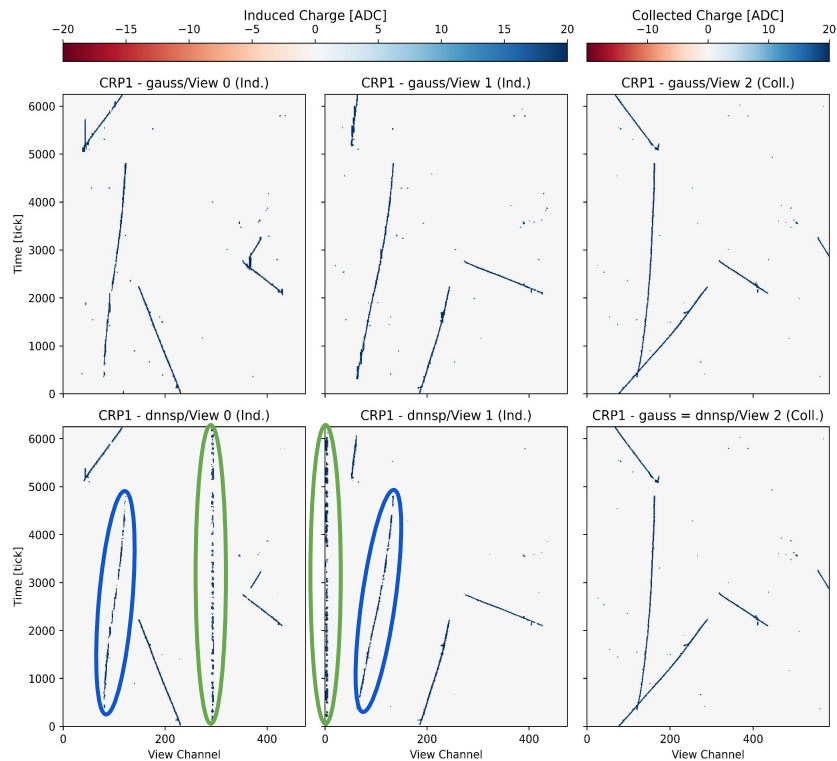 Induced Charge [ADC]
Collected Charge [ADC]
−20 −15 −10 −5 0 5 10 15 20
−10 0 10 20
CRP1 - gauss/View 0 (Ind.)
CRP1 - gauss/View 1 (Ind.)
CRP1 - gauss/View 2 (Coll.)
Time [tick]
6000
5000
4000
3000
2000
1000
0
CRP1 - dnnsp/View 0 (Ind.)
CRP1 - dnnsp/View 1 (Ind.)
CRP1 - gauss = dnnsp/View 2 (Coll.)
Time [tick]
6000
5000
4000
3000
2000
1000
0
0 200 400
0 200 400
0 200 400
View Channel
View Channel
View Channel